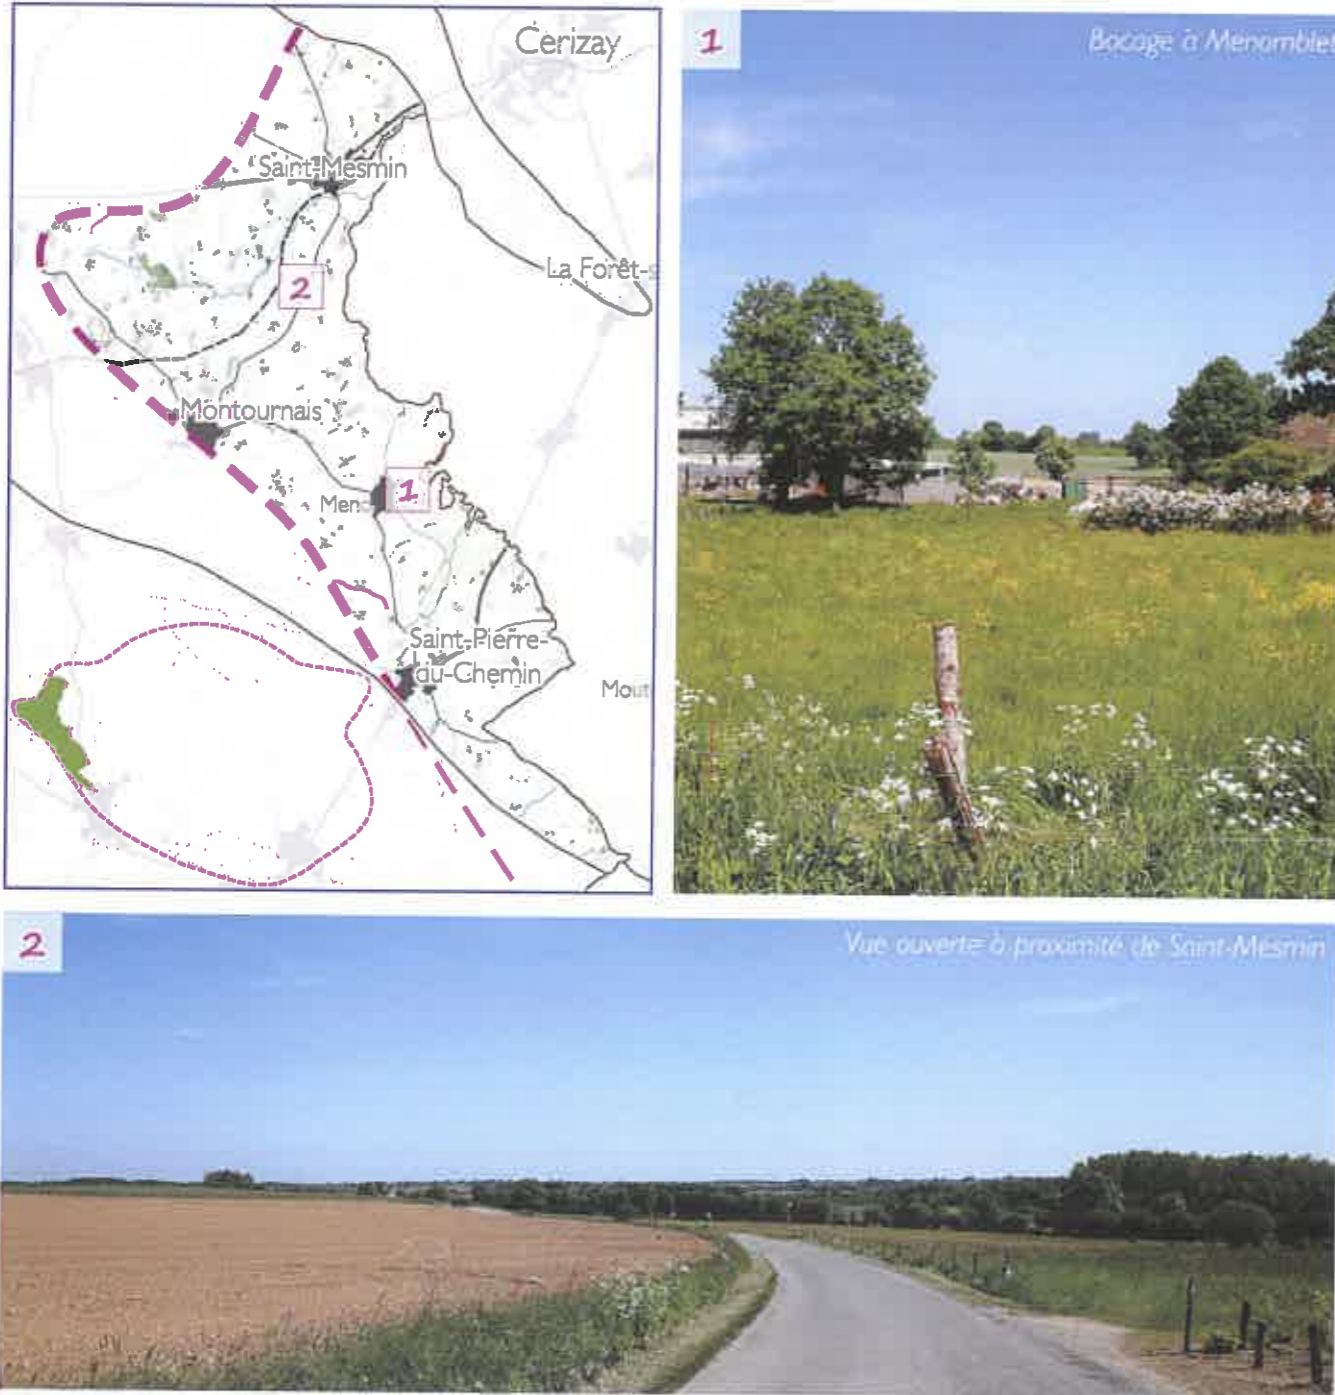 Cerizay
Saint-Mesmin
La Forêt-s
2
Montournais
Men
1
Saint-Pierre-
du-Chemin
Mout
1
Bocage à Menomblet
2
Vue ouverte à proximité de Saint-Mesmin